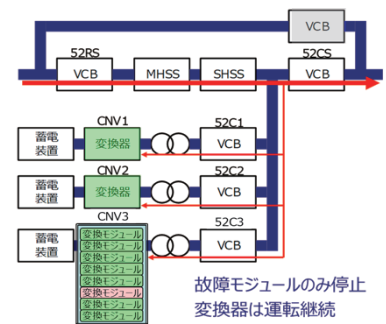 VCB
52RS
52CS
VCB
MHSS
SHSS
VCB
CNV1
52C1
蓄電
装置
変換器
VCB
CNV2
52C2
蓄電
装置
変換器
VCB
CNV3
52C3
蓄電
装置
変換モジュール
変換モジュール
変換モジュール
変換モジュール
変換モジュール
変換モジュール
変換モジュール
変換モジュール
VCB
故障モジュールのみ停止
変換器は運転継続